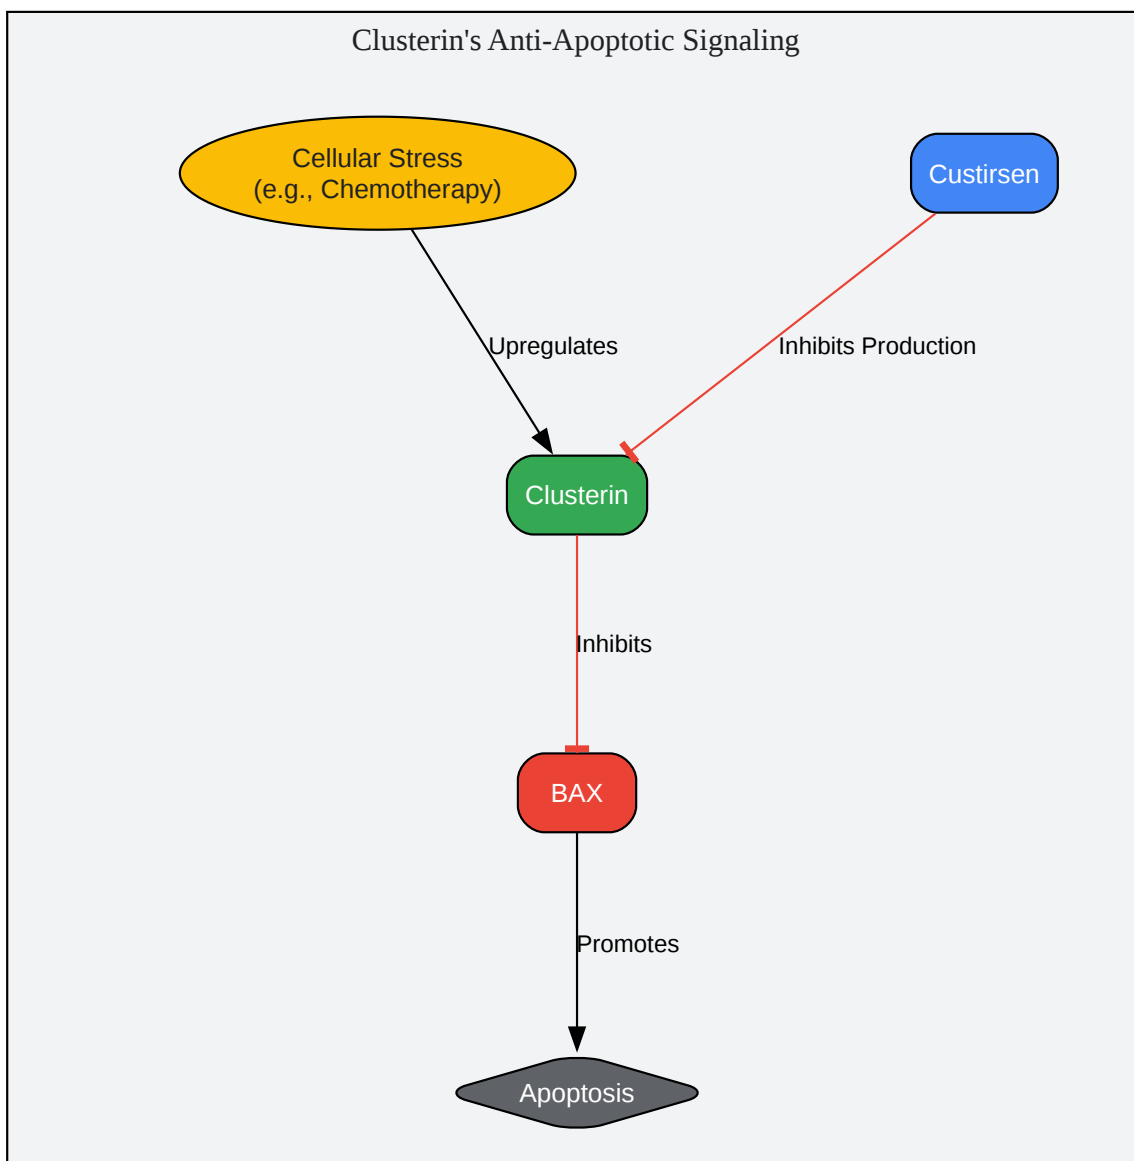 Clusterin's Anti-Apoptotic Signaling
Cellular Stress
(e.g., Chemotherapy)
Custirsen
Upregulates
Inhibits Production
Clusterin
Inhibits
BAX
Promotes
Apoptosis